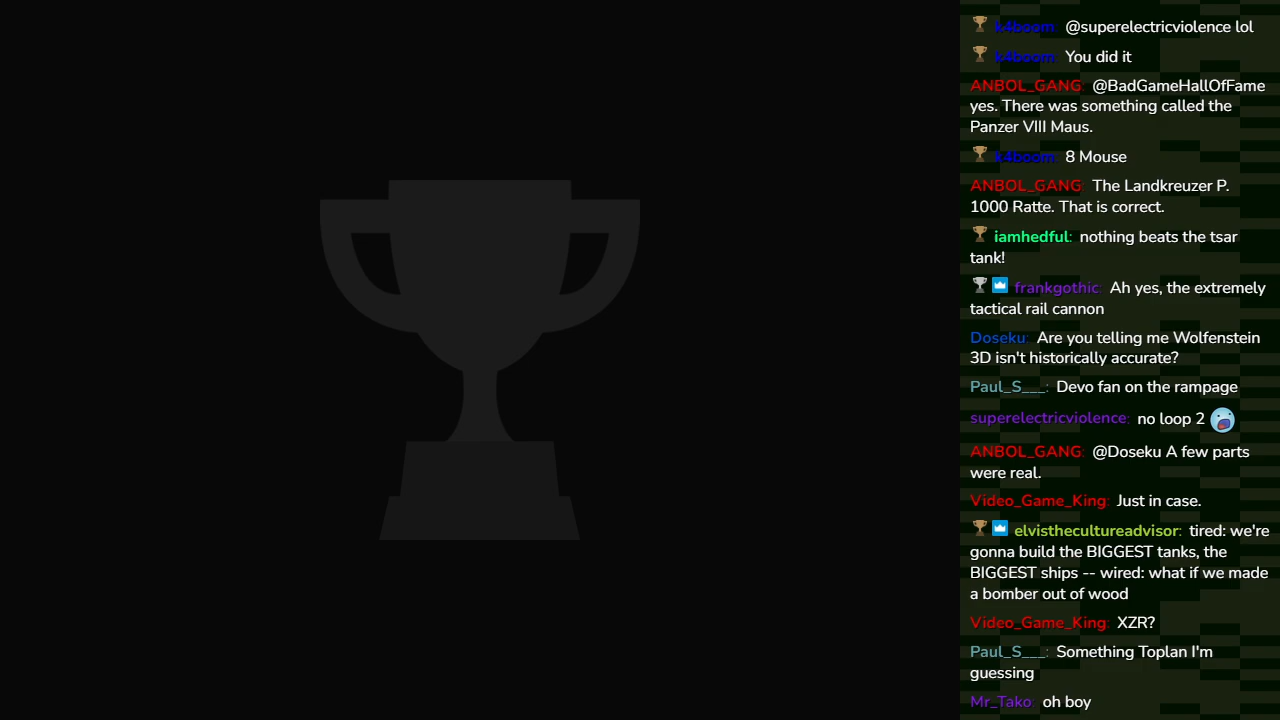 k4boom: @superelectricviolence lol
k4boom: You did it
ANBOL_GANG: @BadGameHallOfFame
yes. There was something called the
Panzer VIII Maus.
k4boom: 8 Mouse
ANBOL_GANG: The Landkreuzer P.
1000 Ratte. That is correct.
iamhedful: nothing beats the tsar
tank!
frankgothic: Ah yes, the extremely
tactical rail cannon
Doseku: Are you telling me Wolfenstein
3D isn't historically accurate?
Paul_S___: Devo fan on the rampage
superelectricviolence: no loop 2
ANBOL_GANG: @Doseku A few parts
were real.
Video_Game_King: Just in case.
elvisthecultureadvisor: tired: we're
gonna build the BIGGEST tanks, the
BIGGEST ships -- wired: what if we made
a bomber out of wood
Video_Game_King: XZR?
Paul_S___: Something Toplan I'm
guessing
Mr_Tako: oh boy